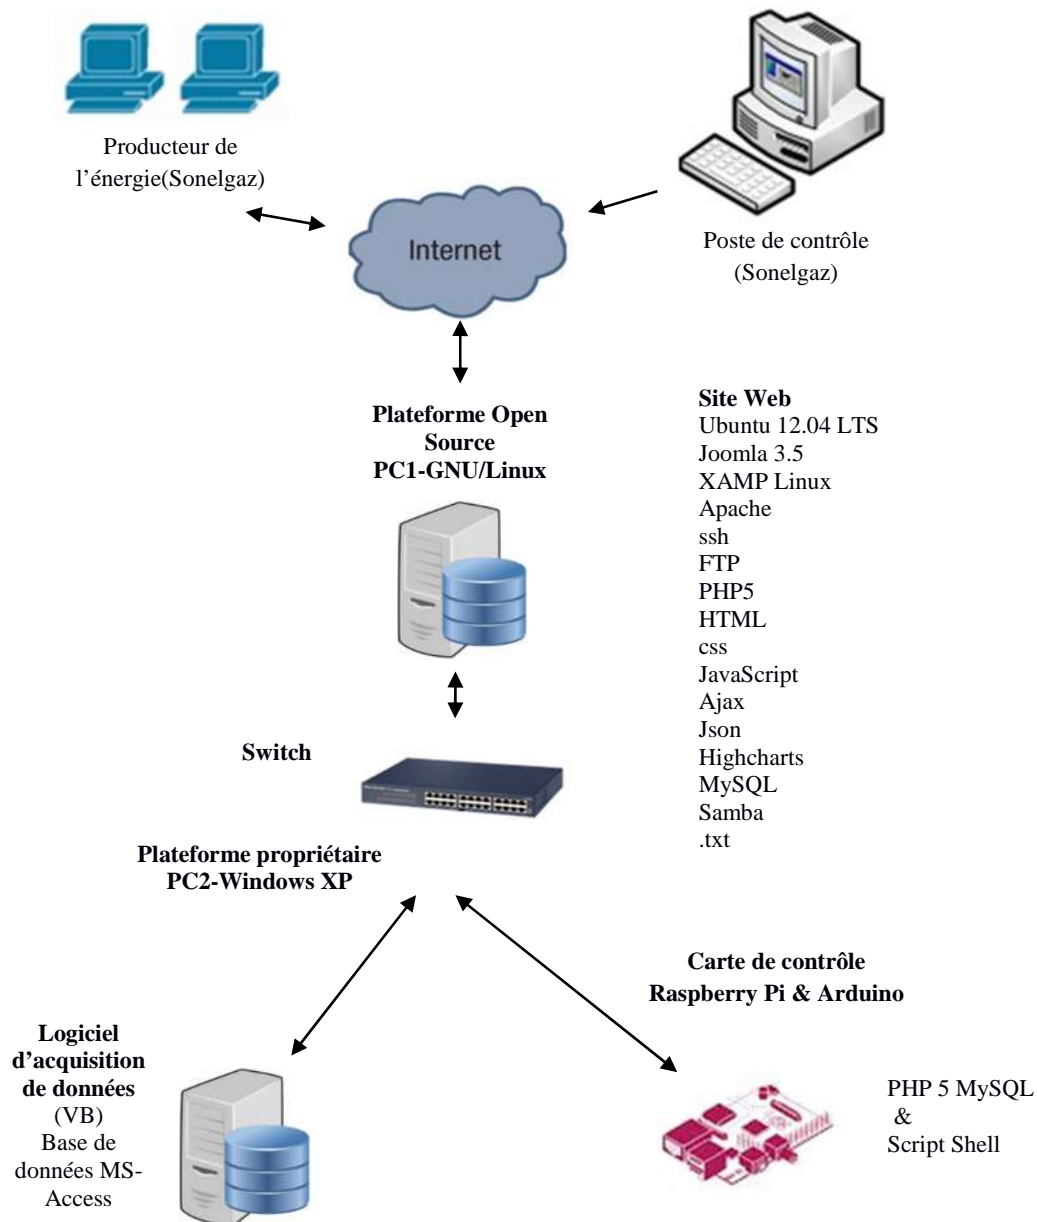 Producteur de
l’énergie(Sonelgaz)
Internet
Poste de contrôle
(Sonelgaz)
Plateforme Open
Source
PC1-GNU/Linux
Site Web
Ubuntu 12.04 LTS
Joomla 3.5
XAMP Linux
Apache
ssh
FTP
PHP5
HTML
css
JavaScript
Ajax
Json
Highcharts
MySQL
Samba
.txt
Switch
Plateforme propriétaire
PC2-Windows XP
Carte de contrôle
Raspberry Pi & Arduino
Logiciel
d’acquisition
de données
(VB)
Base de
données MS-
Access
PHP 5 MySQL
&
Script Shell